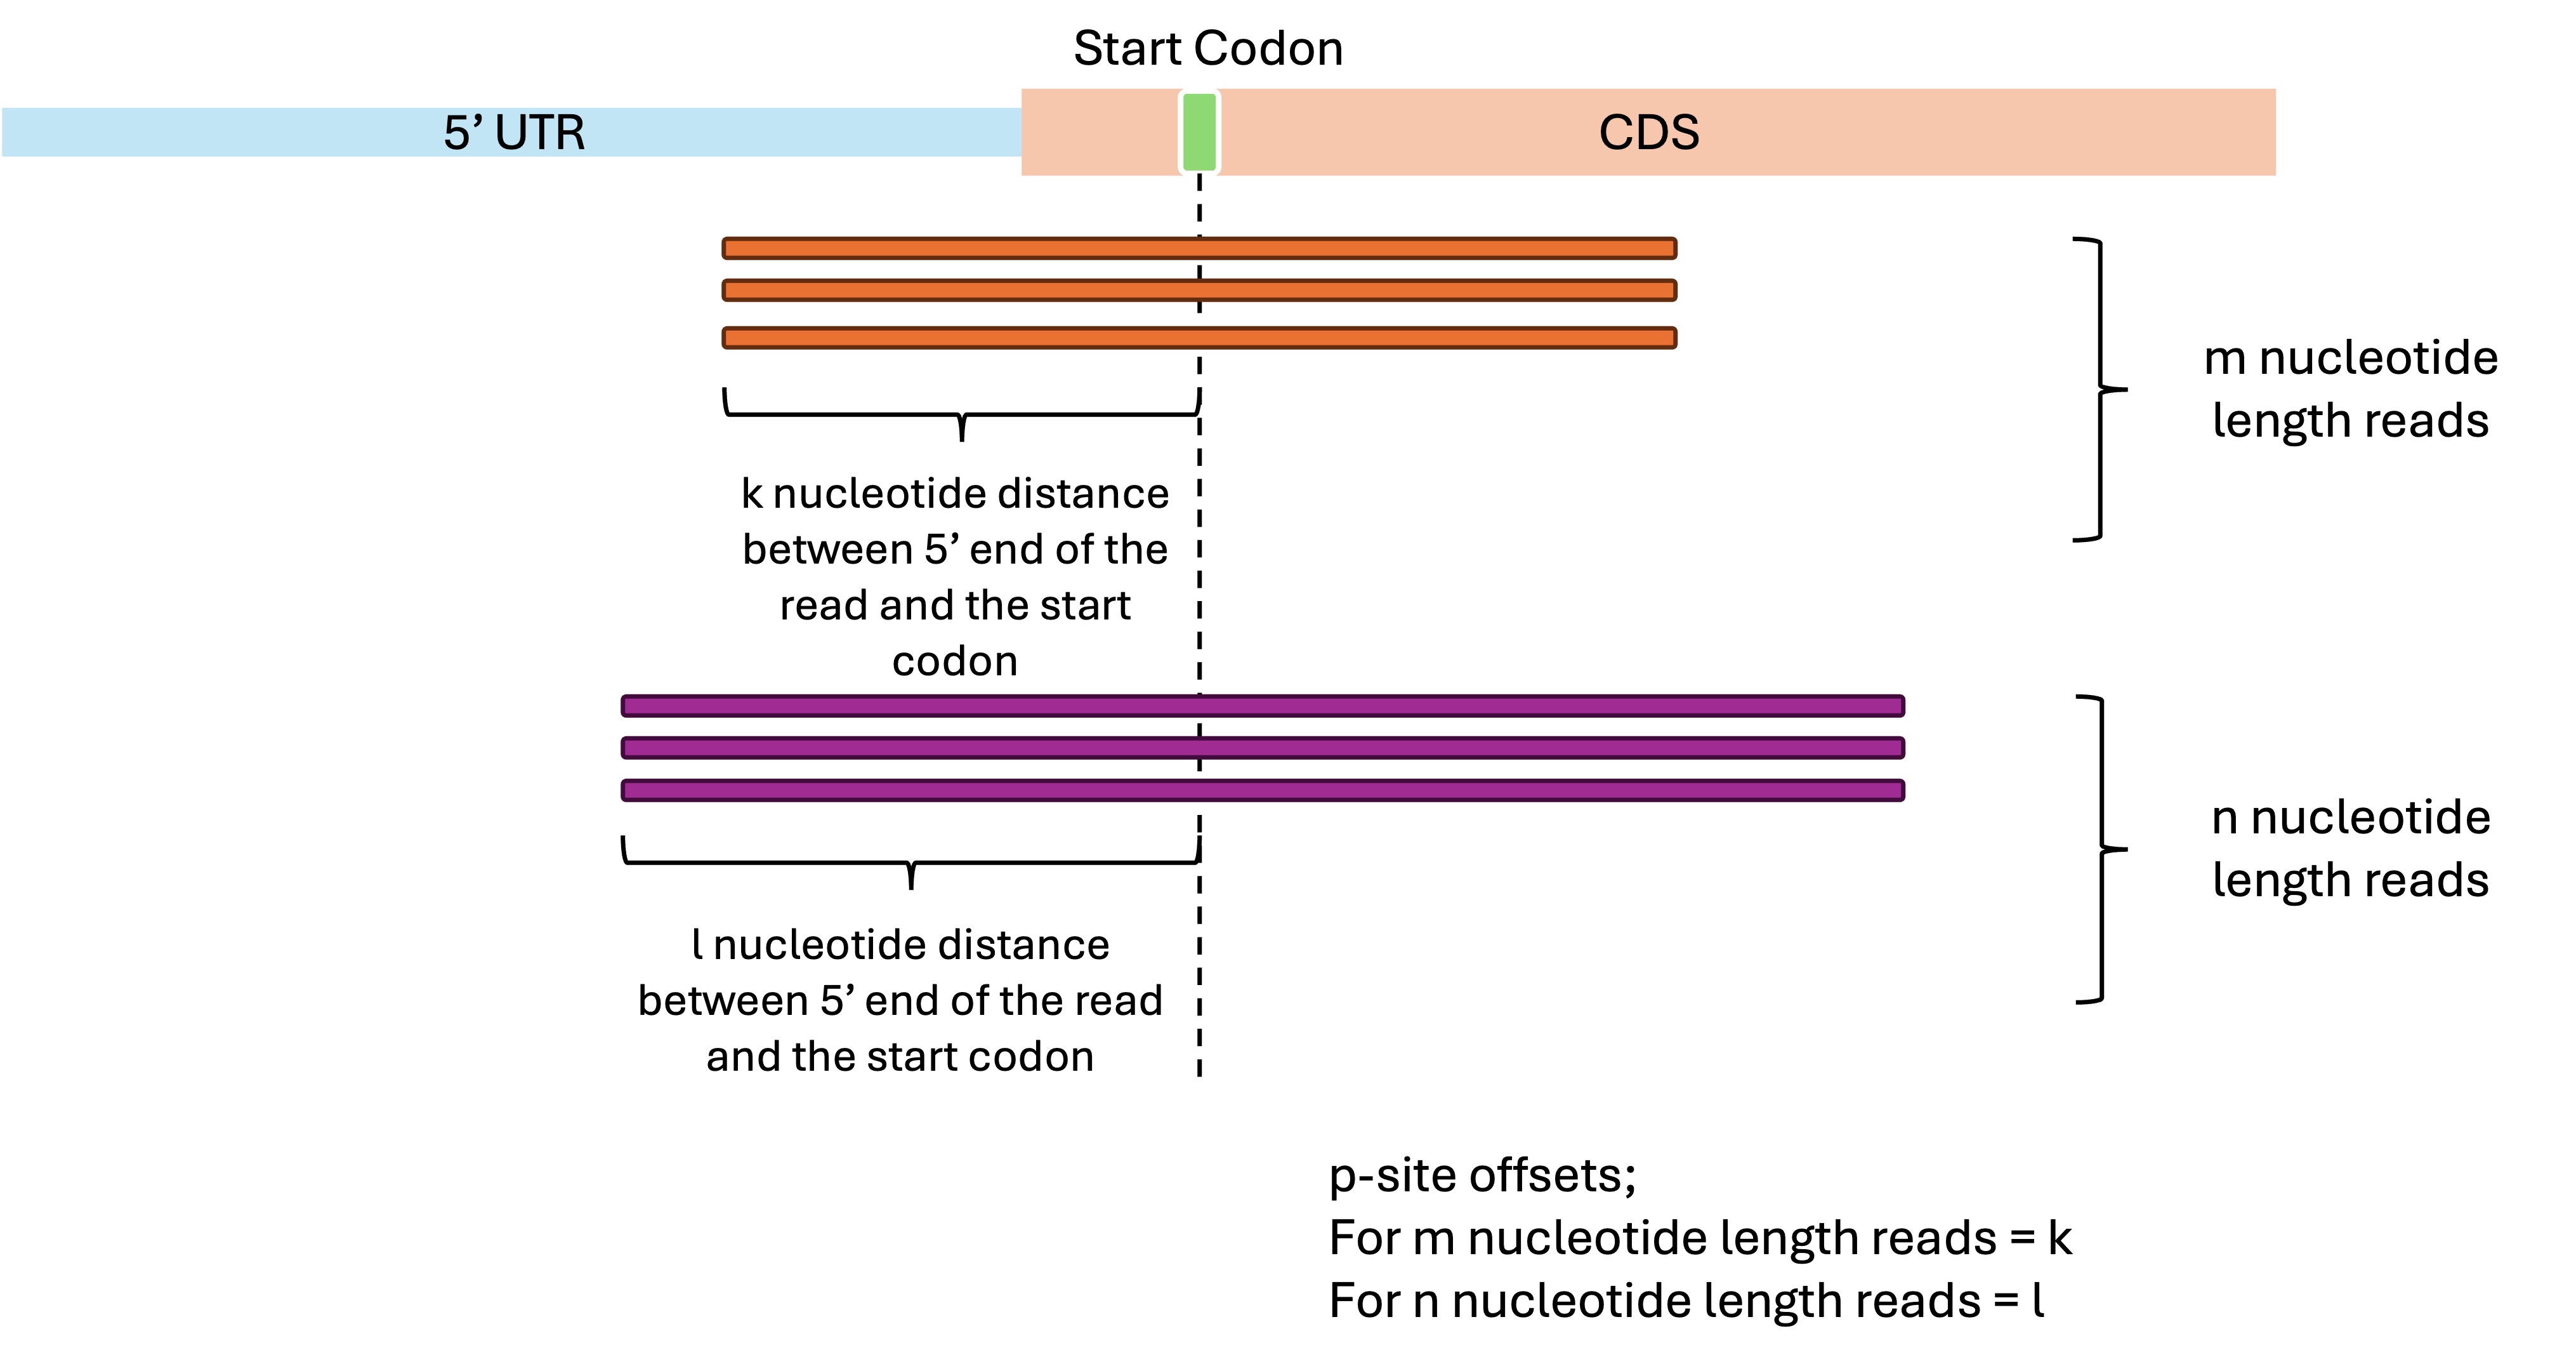 Start Codon
5’ UTR
CDS
m nucleotide
length reads
k nucleotide distance
between 5’ end of the
read and the start
codon
n nucleotide
length reads
l nucleotide distance
between 5’ end of the read
and the start codon
p-site offsets;
For m nucleotide length reads = k
For n nucleotide length reads = l